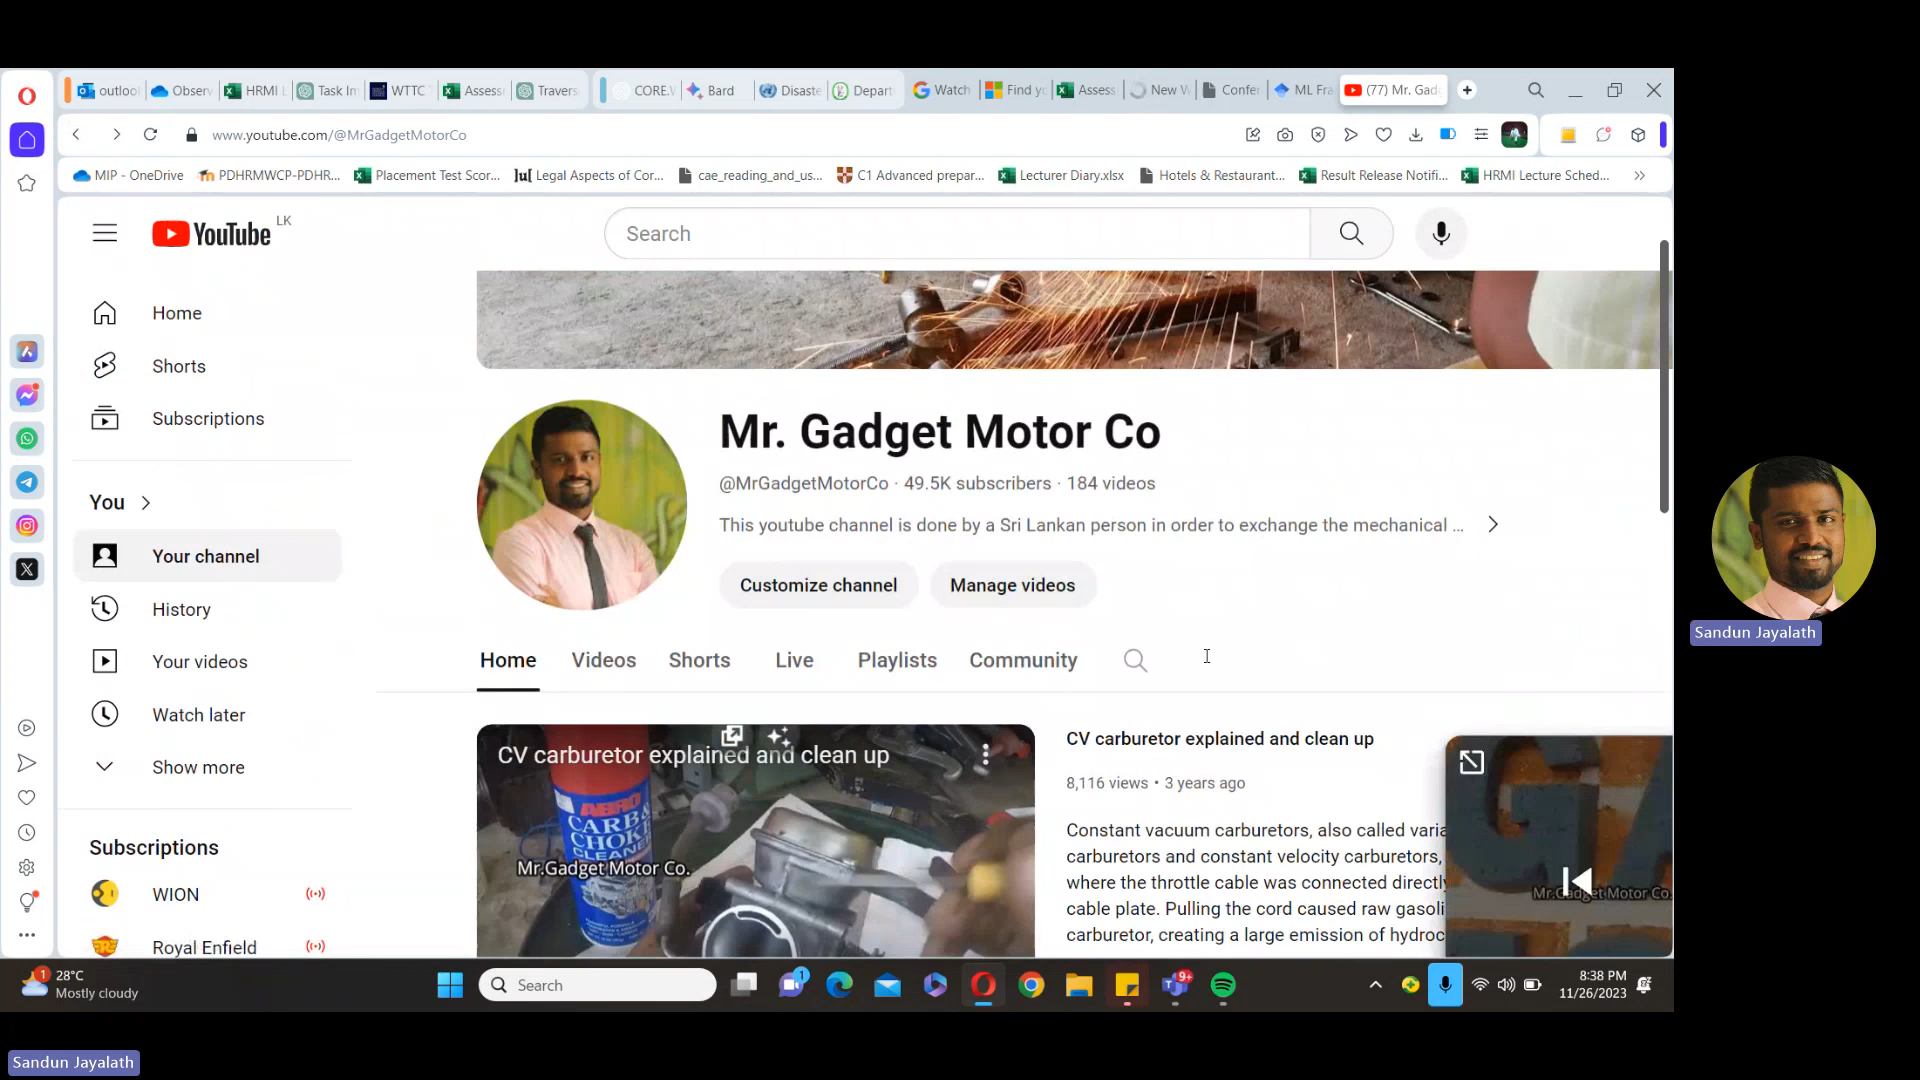 outlool
Observ
HRMI L
Task Im
WTTC
Assess
Travers
CORE.V
Bard
Disaste
Depart
Watch
Find yo
Assess
New V
Confer
ML Fra
(77) Mr. Gad
www.youtube.com/@MrGadgetMotorCo
MIP - OneDrive
PDHRMWCP-PDHR...
Placement Test Scor...
Legal Aspects of Cor...
cae_reading_and_us...
C1 Advanced prepar...
Lecturer Diary.xlsx
Hotels & Restaurant...
Result Release Notifi...
HRMI Lecture Sched...
YouTube LK
Search
Home
Shorts
Subscriptions
You
Your channel
History
Your videos
Watch later
Show more
Subscriptions
WION
Royal Enfield
Mr. Gadget Motor Co
@MrGadgetMotorCo · 49.5K subscribers · 184 videos
This youtube channel is done by a Sri Lankan person in order to exchange the mechanical ...
Customize channel
Manage videos
Home
Videos
Shorts
Live
Playlists
Community
CV carburetor explained and clean up
ABRO
CARB &
CHOKE
CLEANER
Mr.Gadget Motor Co.
CV carburetor explained and clean up
8,116 views • 3 years ago
Constant vacuum carburetors, also called varia
carburetors and constant velocity carburetors,
where the throttle cable was connected directly
cable plate. Pulling the cord caused raw gasoli
carburetor, creating a large emission of hydroc
Mr.Gadget Motor Co.
Sandun Jayalath
1
28°C
Mostly cloudy
Search
1
9+
8:38 PM
11/26/2023
Sandun Jayalath